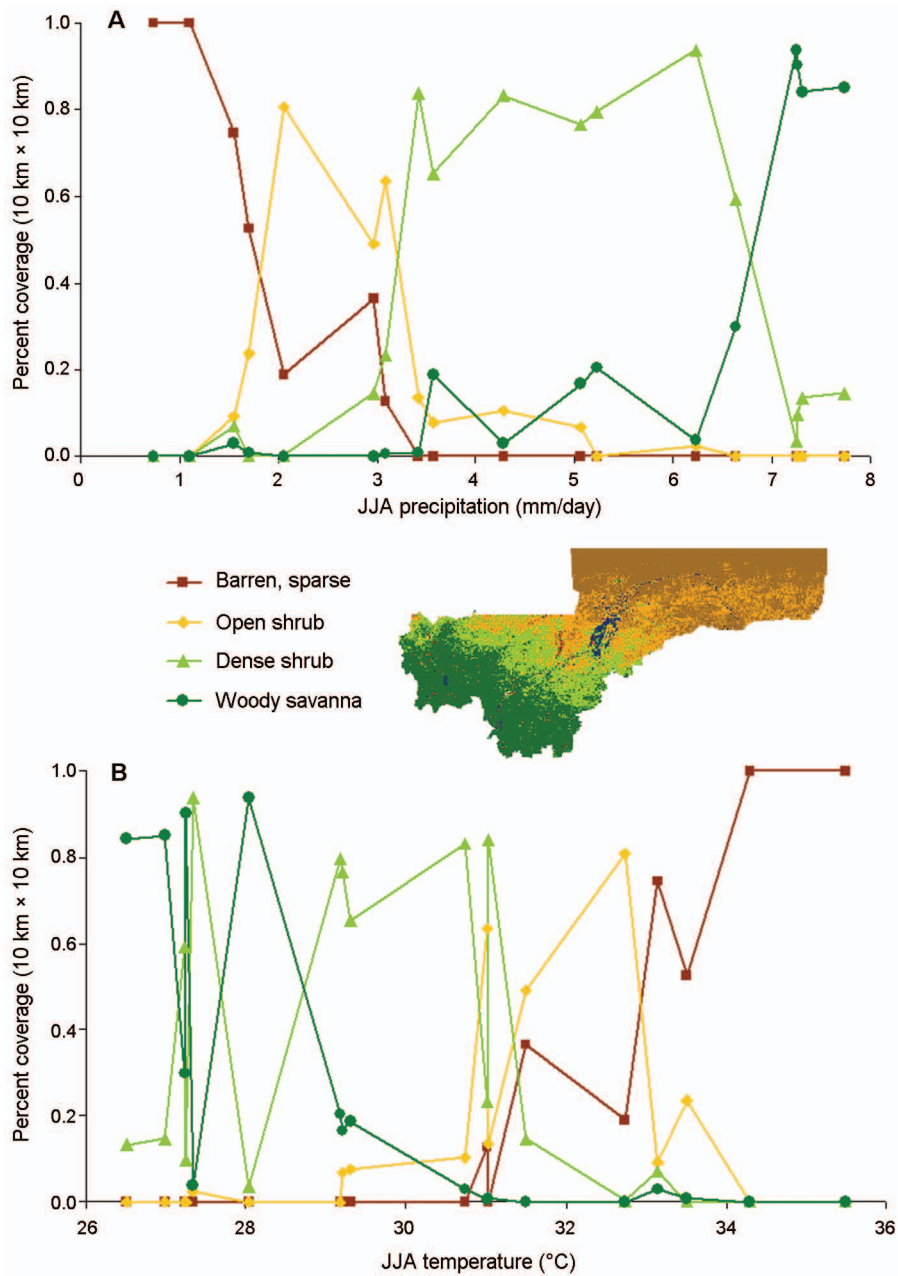 A
Percent coverage (10 km × 10 km)
1.0
0.8
0.6
0.4
0.2
0.0
0 1 2 3 4 5 6 7 8
JJA precipitation (mm/day)
Barren, sparse
Open shrub
Dense shrub
Woody savanna
B
Percent coverage (10 km × 10 km)
1.0
0.8
0.6
0.4
0.2
0.0
26 28 30 32 34 36
JJA temperature (°C)